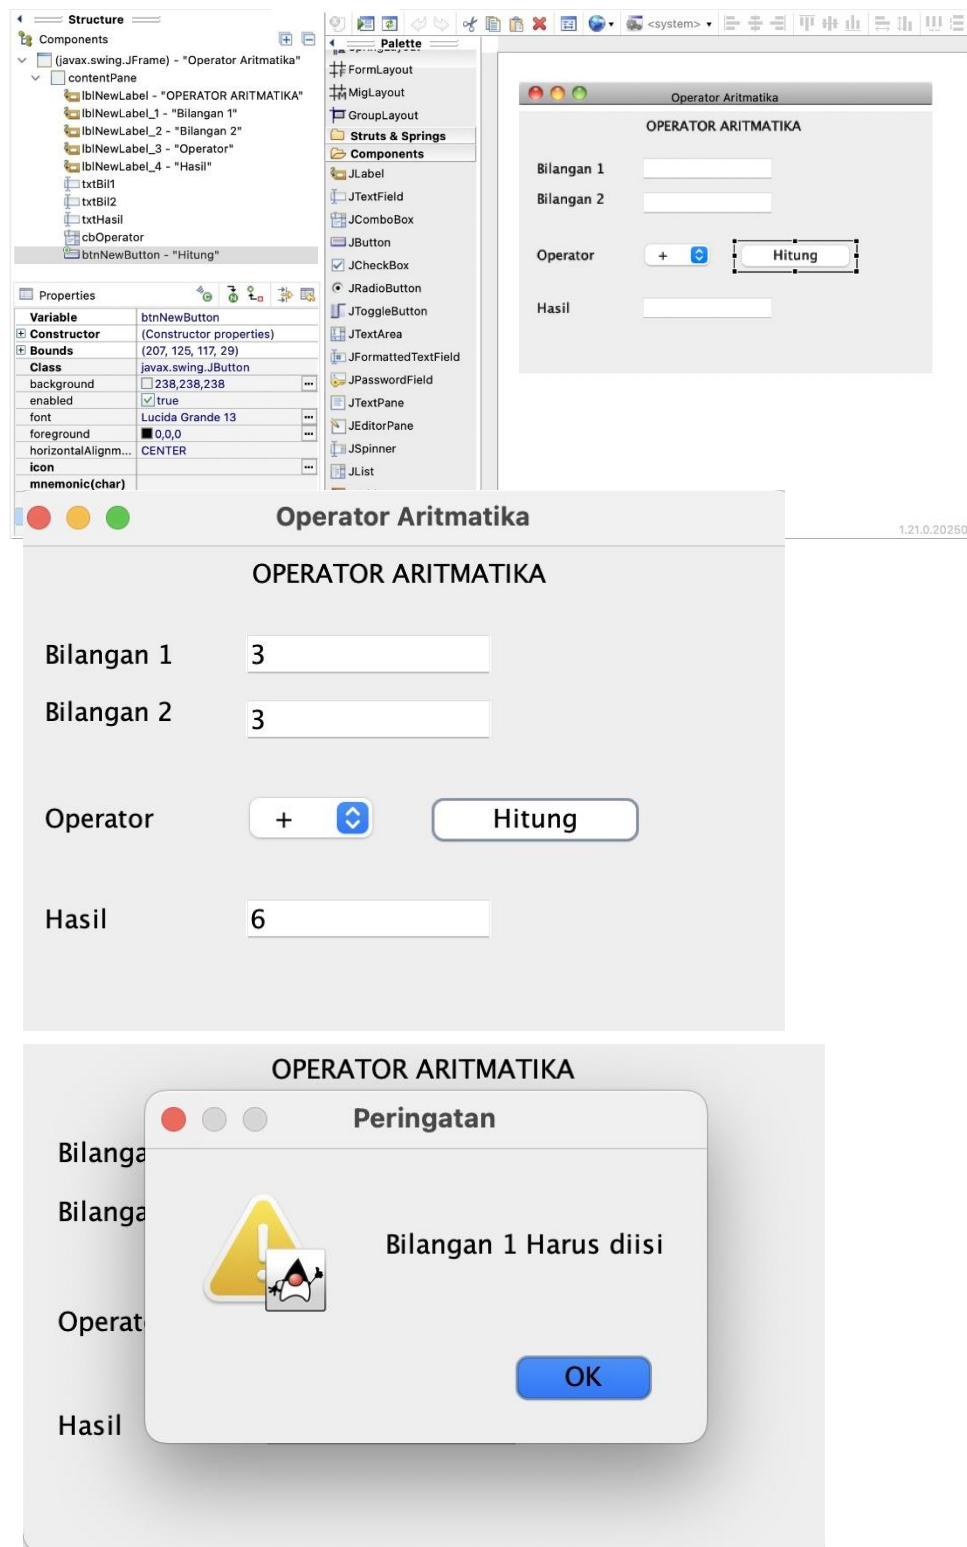 Structure
Components
(javax.swing.JFrame) - "Operator Aritmatika"
contentPane
lblNewLabel - "OPERATOR ARITMATIKA"
lblNewLabel_1 - "Bilangan 1"
lblNewLabel_2 - "Bilangan 2"
lblNewLabel_3 - "Operator"
lblNewLabel_4 - "Hasil"
txtBil1
txtBil2
txtHasil
cbOperator
btnNewButton - "Hitung"
Properties
Variable btnNewButton
Constructor (Constructor properties)
Bounds (207, 125, 117, 29)
Class javax.swing.JButton
background 238,238,238
enabled true
font Lucida Grande 13
foreground 0,0,0
horizontalAlignm... CENTER
icon
mnemonic(char)
<system>
Palette
FormLayout
MigLayout
GroupLayout
Struts & Springs
Components
JLabel
JTextField
JComboBox
JButton
JCheckBox
JRadioButton
JToggleButton
JTextArea
JFormattedTextField
JPasswordField
JTextPane
JEditorPane
JSpinner
JList
Operator Aritmatika
OPERATOR ARITMATIKA
Bilangan 1
Bilangan 2
Operator + Hitung
Hasil
1.21.0.20250
Operator Aritmatika
OPERATOR ARITMATIKA
Bilangan 1 3
Bilangan 2 3
Operator + Hitung
Hasil 6
OPERATOR ARITMATIKA
Peringatan
Bilanga
Bilanga
Bilangan 1 Harus diisi
Operat
OK
Hasil